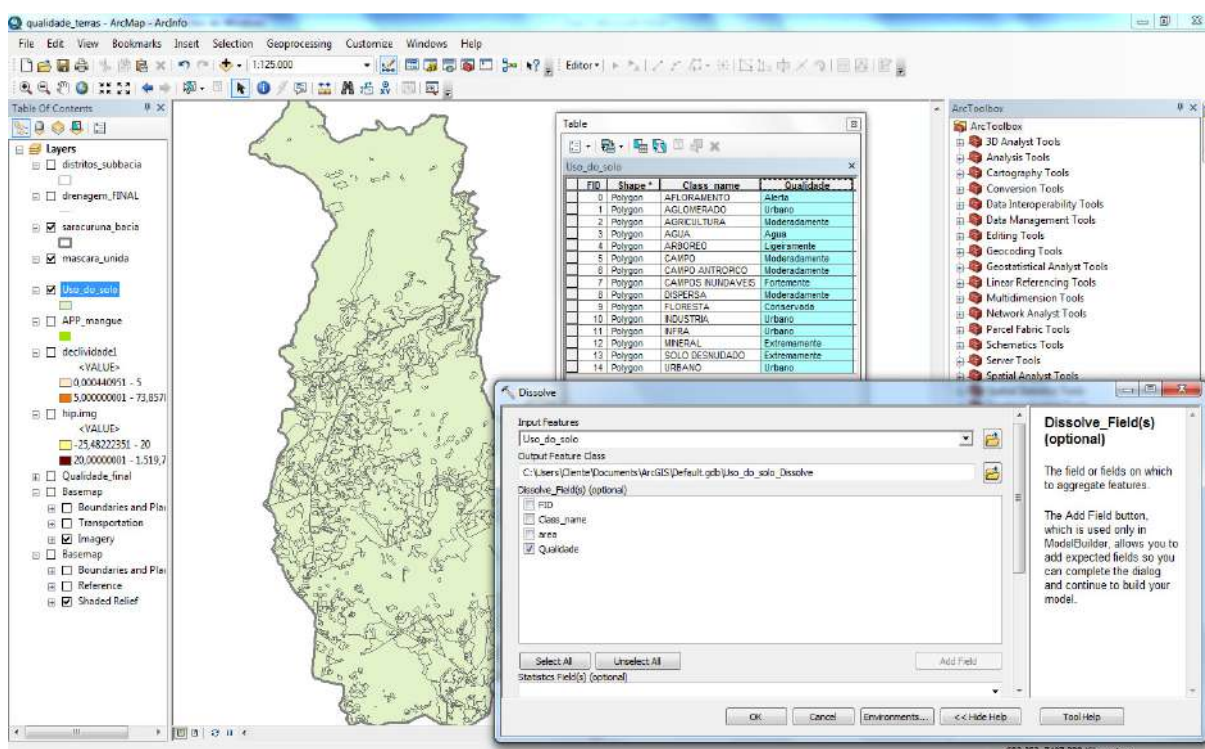 qualidade_terras - ArcMap - ArcInfo
File Edit View Bookmarks Insert Selection Geoprocessing Customize Windows Help
1:125.000
Editor
Table Of Contents
Layers
distritos_subbacia
drenagem_FINAL
saracuruna_bacia
mascara_unida
Uso_do_solo
APP_mangue
declividade1
<VALUE>
0,000440951 - 5
5,000000001 - 73,857
hip.img
<VALUE>
-25,48222351 - 20
20,00000001 - 1.519,7
Qualidade_final
Basemap
Boundaries and Pla
Transportation
Imagery
Basemap
Boundaries and Pla
Reference
Shaded Relief
Table
Uso_do_solo
FID Shape * Class_name Qualidade
0 Polygon AFLORAMENTO Alerta
1 Polygon AGLOMERADO Urbano
2 Polygon AGRICULTURA Moderadamente
3 Polygon AGUA Agua
4 Polygon ARBOREO Ligeiramente
5 Polygon CAMPO Moderadamente
6 Polygon CAMPO ANTROPICO Moderadamente
7 Polygon CAMPOS INUNDAVEIS Fortemente
8 Polygon DISPERSA Moderadamente
9 Polygon FLORESTA Conservada
10 Polygon INDUSTRIA Urbano
11 Polygon INFRA Urbano
12 Polygon MINERAL Extremamente
13 Polygon SOLO DESNUDADO Extremamente
14 Polygon URBANO Urbano
ArcToolbox
ArcToolbox
3D Analyst Tools
Analysis Tools
Cartography Tools
Conversion Tools
Data Interoperability Tools
Data Management Tools
Editing Tools
Geocoding Tools
Geostatistical Analyst Tools
Linear Referencing Tools
Multidimension Tools
Network Analyst Tools
Parcel Fabric Tools
Schematics Tools
Server Tools
Spatial Analyst Tools
Dissolve
Input Features
Uso_do_solo
Output Feature Class
C:\Users\Cliente\Documents\ArcGIS\Default.gdb\Uso_do_solo_Dissolve
Dissolve_Field(s) (optional)
FID
Class_name
area
Qualidade
Select All Unselect All Add Field
Statistics Field(s) (optional)
OK Cancel Environments... << Hide Help Tool Help
Dissolve_Field(s)
(optional)
The field or fields on which
to aggregate features.
The Add Field button,
which is used only in
ModelBuilder, allows you to
add expected fields so you
can complete the dialog
and continue to build your
model.